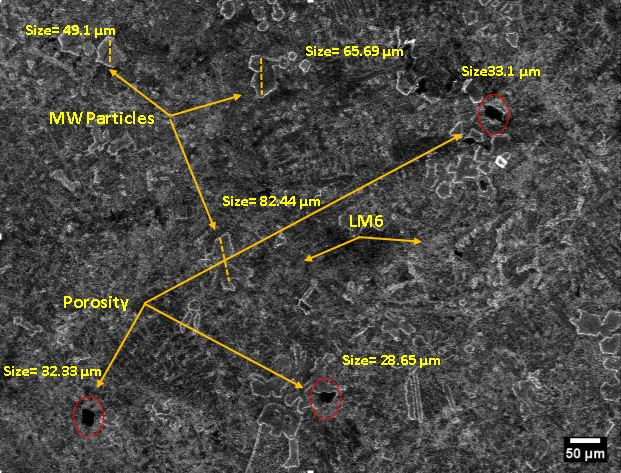 Size= 49.1 µm
Size= 65.69 µm
Size33.1 µm
MW Particles
Size= 82.44 µm
LM6
Porosity
Size= 32.33 µm
Size= 28.65 µm
50 µm